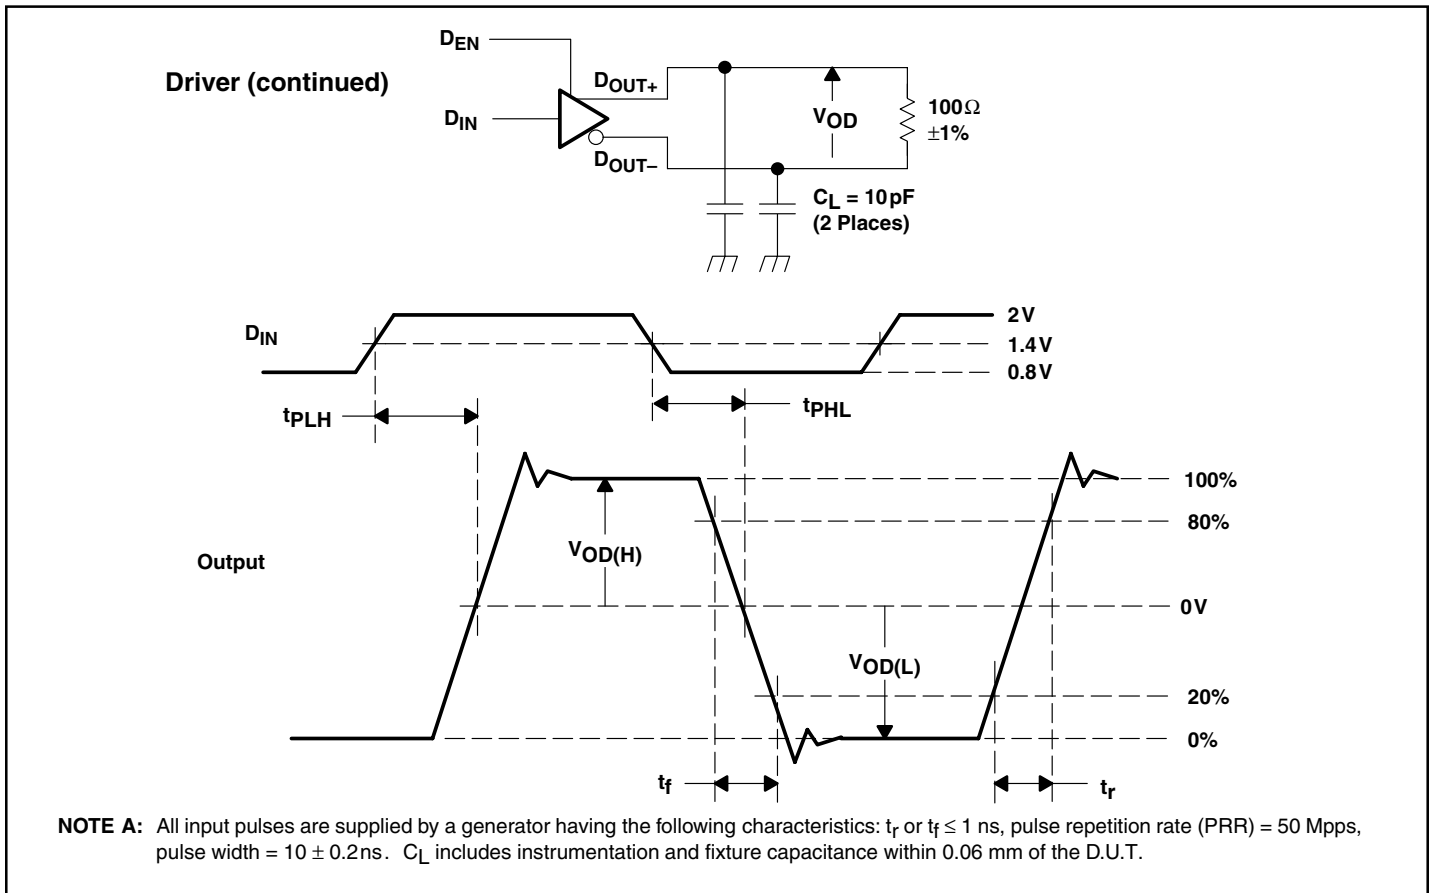 Driver (continued)
DEN
DIN
DOUT+
DOUT–
VOD
100Ω
±1%
CL = 10pF
(2 Places)
DIN
2V
1.4V
0.8V
tPLH
tPHL
Output
VOD(H)
VOD(L)
100%
80%
0V
20%
0%
tf
tr
NOTE A: All input pulses are supplied by a generator having the following characteristics: tr or tf ≤ 1 ns, pulse repetition rate (PRR) = 50 Mpps,
pulse width = 10 ± 0.2ns. CL includes instrumentation and fixture capacitance within 0.06 mm of the D.U.T.